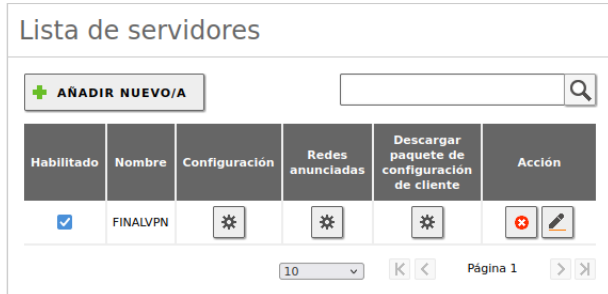 Lista de servidores
AÑADIR NUEVO/A
Habilitado
Nombre
Configuración
Redes
anunciadas
Descargar
paquete de
configuración
de cliente
Acción
FINALVPN
10
Página 1